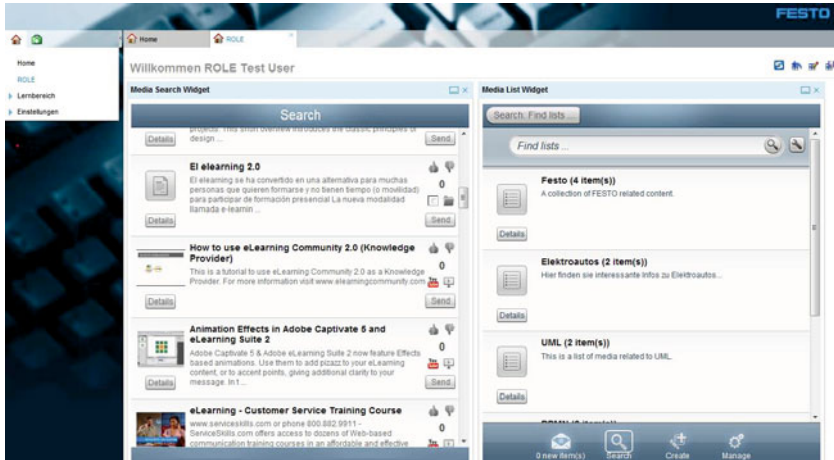 FESTO
Home
ROLE
Home
ROLE
Lernbereich
Einstellungen
Willkommen ROLE Test User
Media Search Widget
Search
projects. This short overview introduces the classic principles of
design ...
Details
Send
El elearning 2.0
El elearning se ha convertido en una alternativa para muchas
personas que quieren formarse y no tienen tiempo (o movilidad)
para participar de formación presencial La nueva modalidad
llamada e-learnin ...
0
Details
Send
How to use eLearning Community 2.0 (Knowledge
Provider)
This is a tutorial to use eLearning Community 2.0 as a Knowledge
Provider. For more information visit www.elearningcommunity.com
0
Details
Send
Animation Effects in Adobe Captivate 5 and
eLearning Suite 2
Adobe Captivate 5 & Adobe eLearning Suite 2 now feature Effects
based animations. Use them to add pizazz to your eLearning
content, or to accent points, giving additional clarity to your
message. In t...
0
Details
Send
eLearning - Customer Service Training Course
www.serviceskills.com or phone 800.882.9911 -
ServiceSkills.com offers access to dozens of Web-based
communication training courses in an affordable and effective
0
Media List Widget
Search: Find lists ...
Find lists ...
Festo (4 item(s))
A collection of FESTO related content.
Details
Elektroautos (2 item(s))
Hier finden sie interessante Infos zu Elektroautos...
Details
UML (2 item(s))
This is a list of media related to UML.
Details
0 new item(s)
Search
Create
Manage